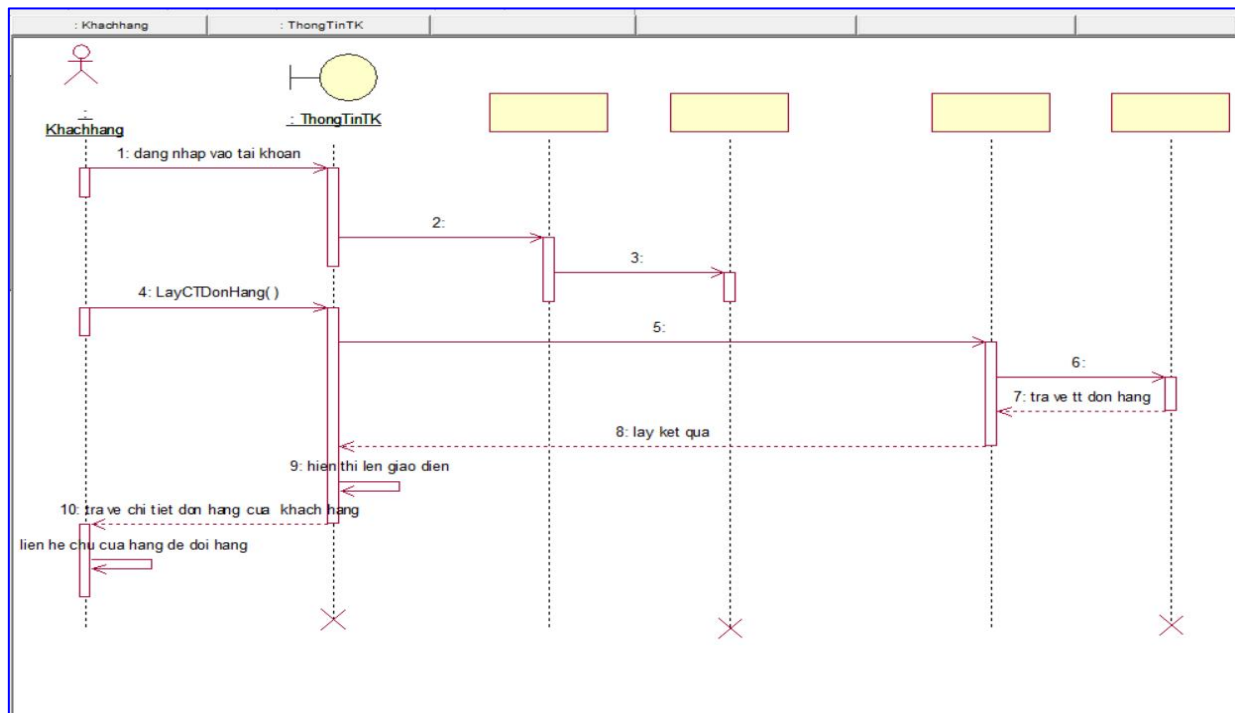 : Khachhang
: ThongTinTK
:
Khachhang
: ThongTinTK
1: dang nhap vao tai khoan
2:
3:
4: LayCTDonHang( )
5:
6:
7: tra ve tt don hang
8: lay ket qua
9: hien thi len giao dien
10: tra ve chi tiet don hang cua khach hang
lien he chu cua hang de doi hang